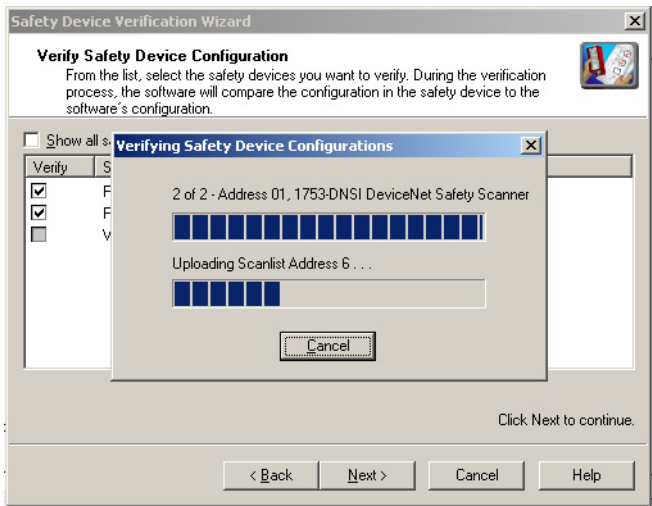 Safety Device Verification Wizard
Verify Safety Device Configuration
From the list, select the safety devices you want to verify. During the verification
process, the software will compare the configuration in the safety device to the
software´s configuration.
Show all s
Verifying Safety Device Configurations
Verify S
F
F
V
2 of 2 - Address 01, 1753-DNSI DeviceNet Safety Scanner
Uploading Scanlist Address 6 . . .
Cancel
Click Next to continue.
< Back
Next >
Cancel
Help